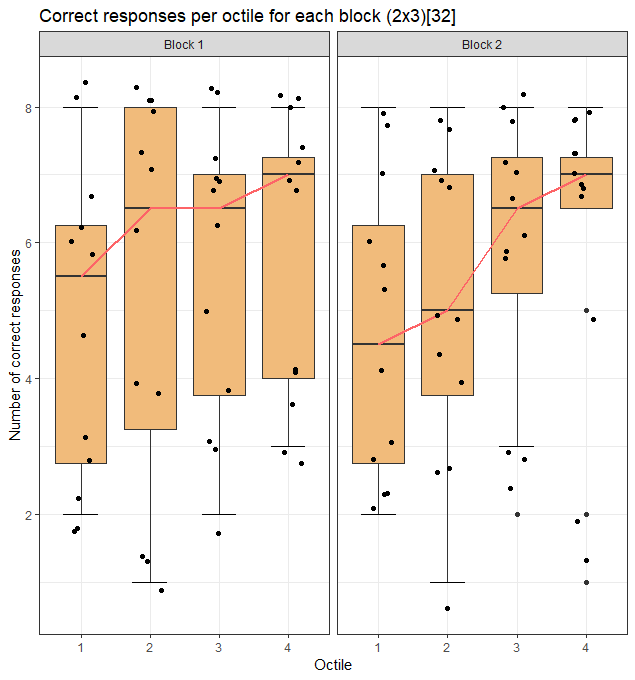 Correct responses per octile for each block (2x3)[32]
Block 1
Block 2
Number of correct responses
8
6
4
2
1 2 3 4
1 2 3 4
Octile